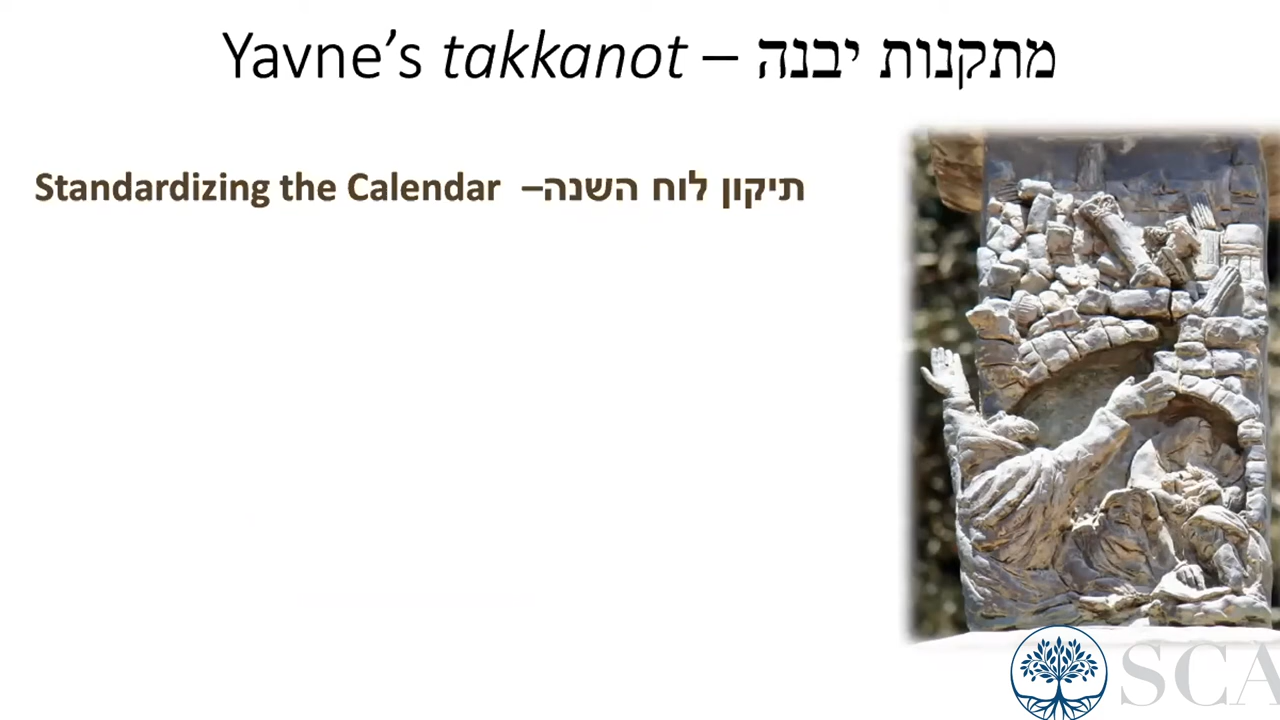 Yavne's takkanot – מתקנות יבנה
Standardizing the Calendar –תיקון לוח השנה
SCA